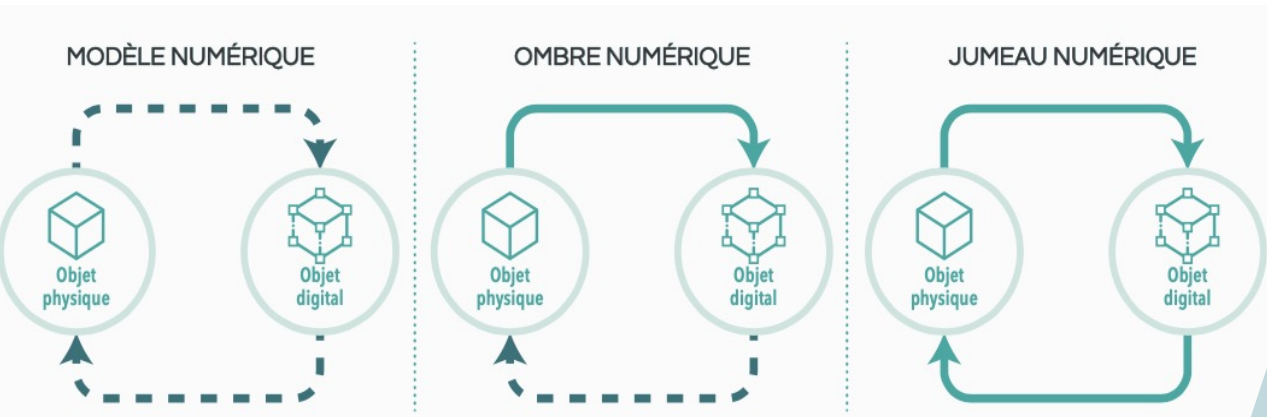 MODÈLE NUMÉRIQUE
Objet
physique
Objet
digital
OMBRE NUMÉRIQUE
Objet
physique
Objet
digital
JUMEAU NUMÉRIQUE
Objet
physique
Objet
digital